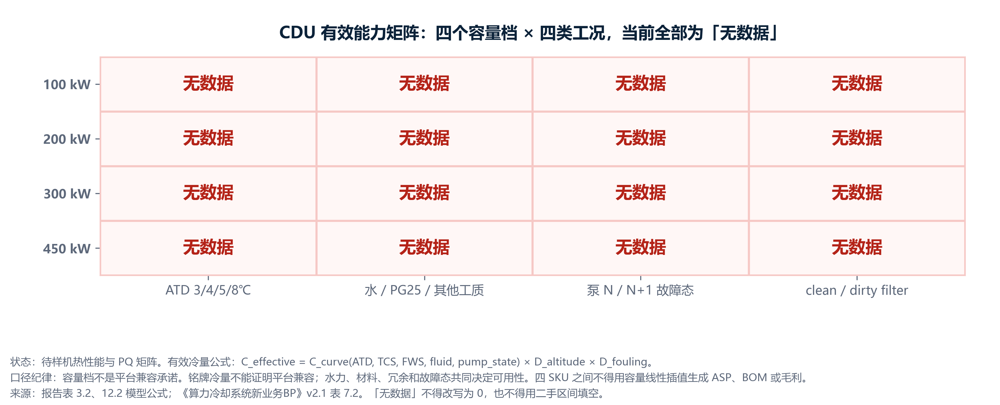 CDU 有效能力矩阵：四个容量档 × 四类工况，当前全部为「无数据」
100 kW 无数据 无数据 无数据 无数据
200 kW 无数据 无数据 无数据 无数据
300 kW 无数据 无数据 无数据 无数据
450 kW 无数据 无数据 无数据 无数据
ATD 3/4/5/8℃ 水 / PG25 / 其他工质 泵 N / N+1 故障态 clean / dirty filter
状态：待样机热性能与 PQ 矩阵。有效冷量公式：C_effective = C_curve(ATD, TCS, FWS, fluid, pump_state) × D_altitude × D_fouling。
口径纪律：容量档不是平台兼容承诺。铭牌冷量不能证明平台兼容；水力、材料、冗余和故障态共同决定可用性。四 SKU 之间不得用容量线性插值生成 ASP、BOM 或毛利。
来源：报告表 3.2、12.2 模型公式；《算力冷却系统新业务BP》v2.1 表 7.2。「无数据」不得改写为 0，也不得用二手区间填空。